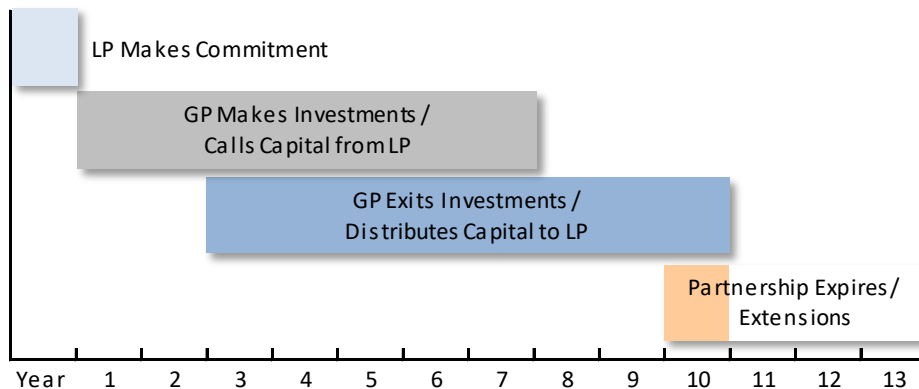 LP Makes Commitment
GP Makes Investments /
Calls Capital from LP
GP Exits Investments /
Distributes Capital to LP
Partnership Expires /
Extensions
Year 1 2 3 4 5 6 7 8 9 10 11 12 13